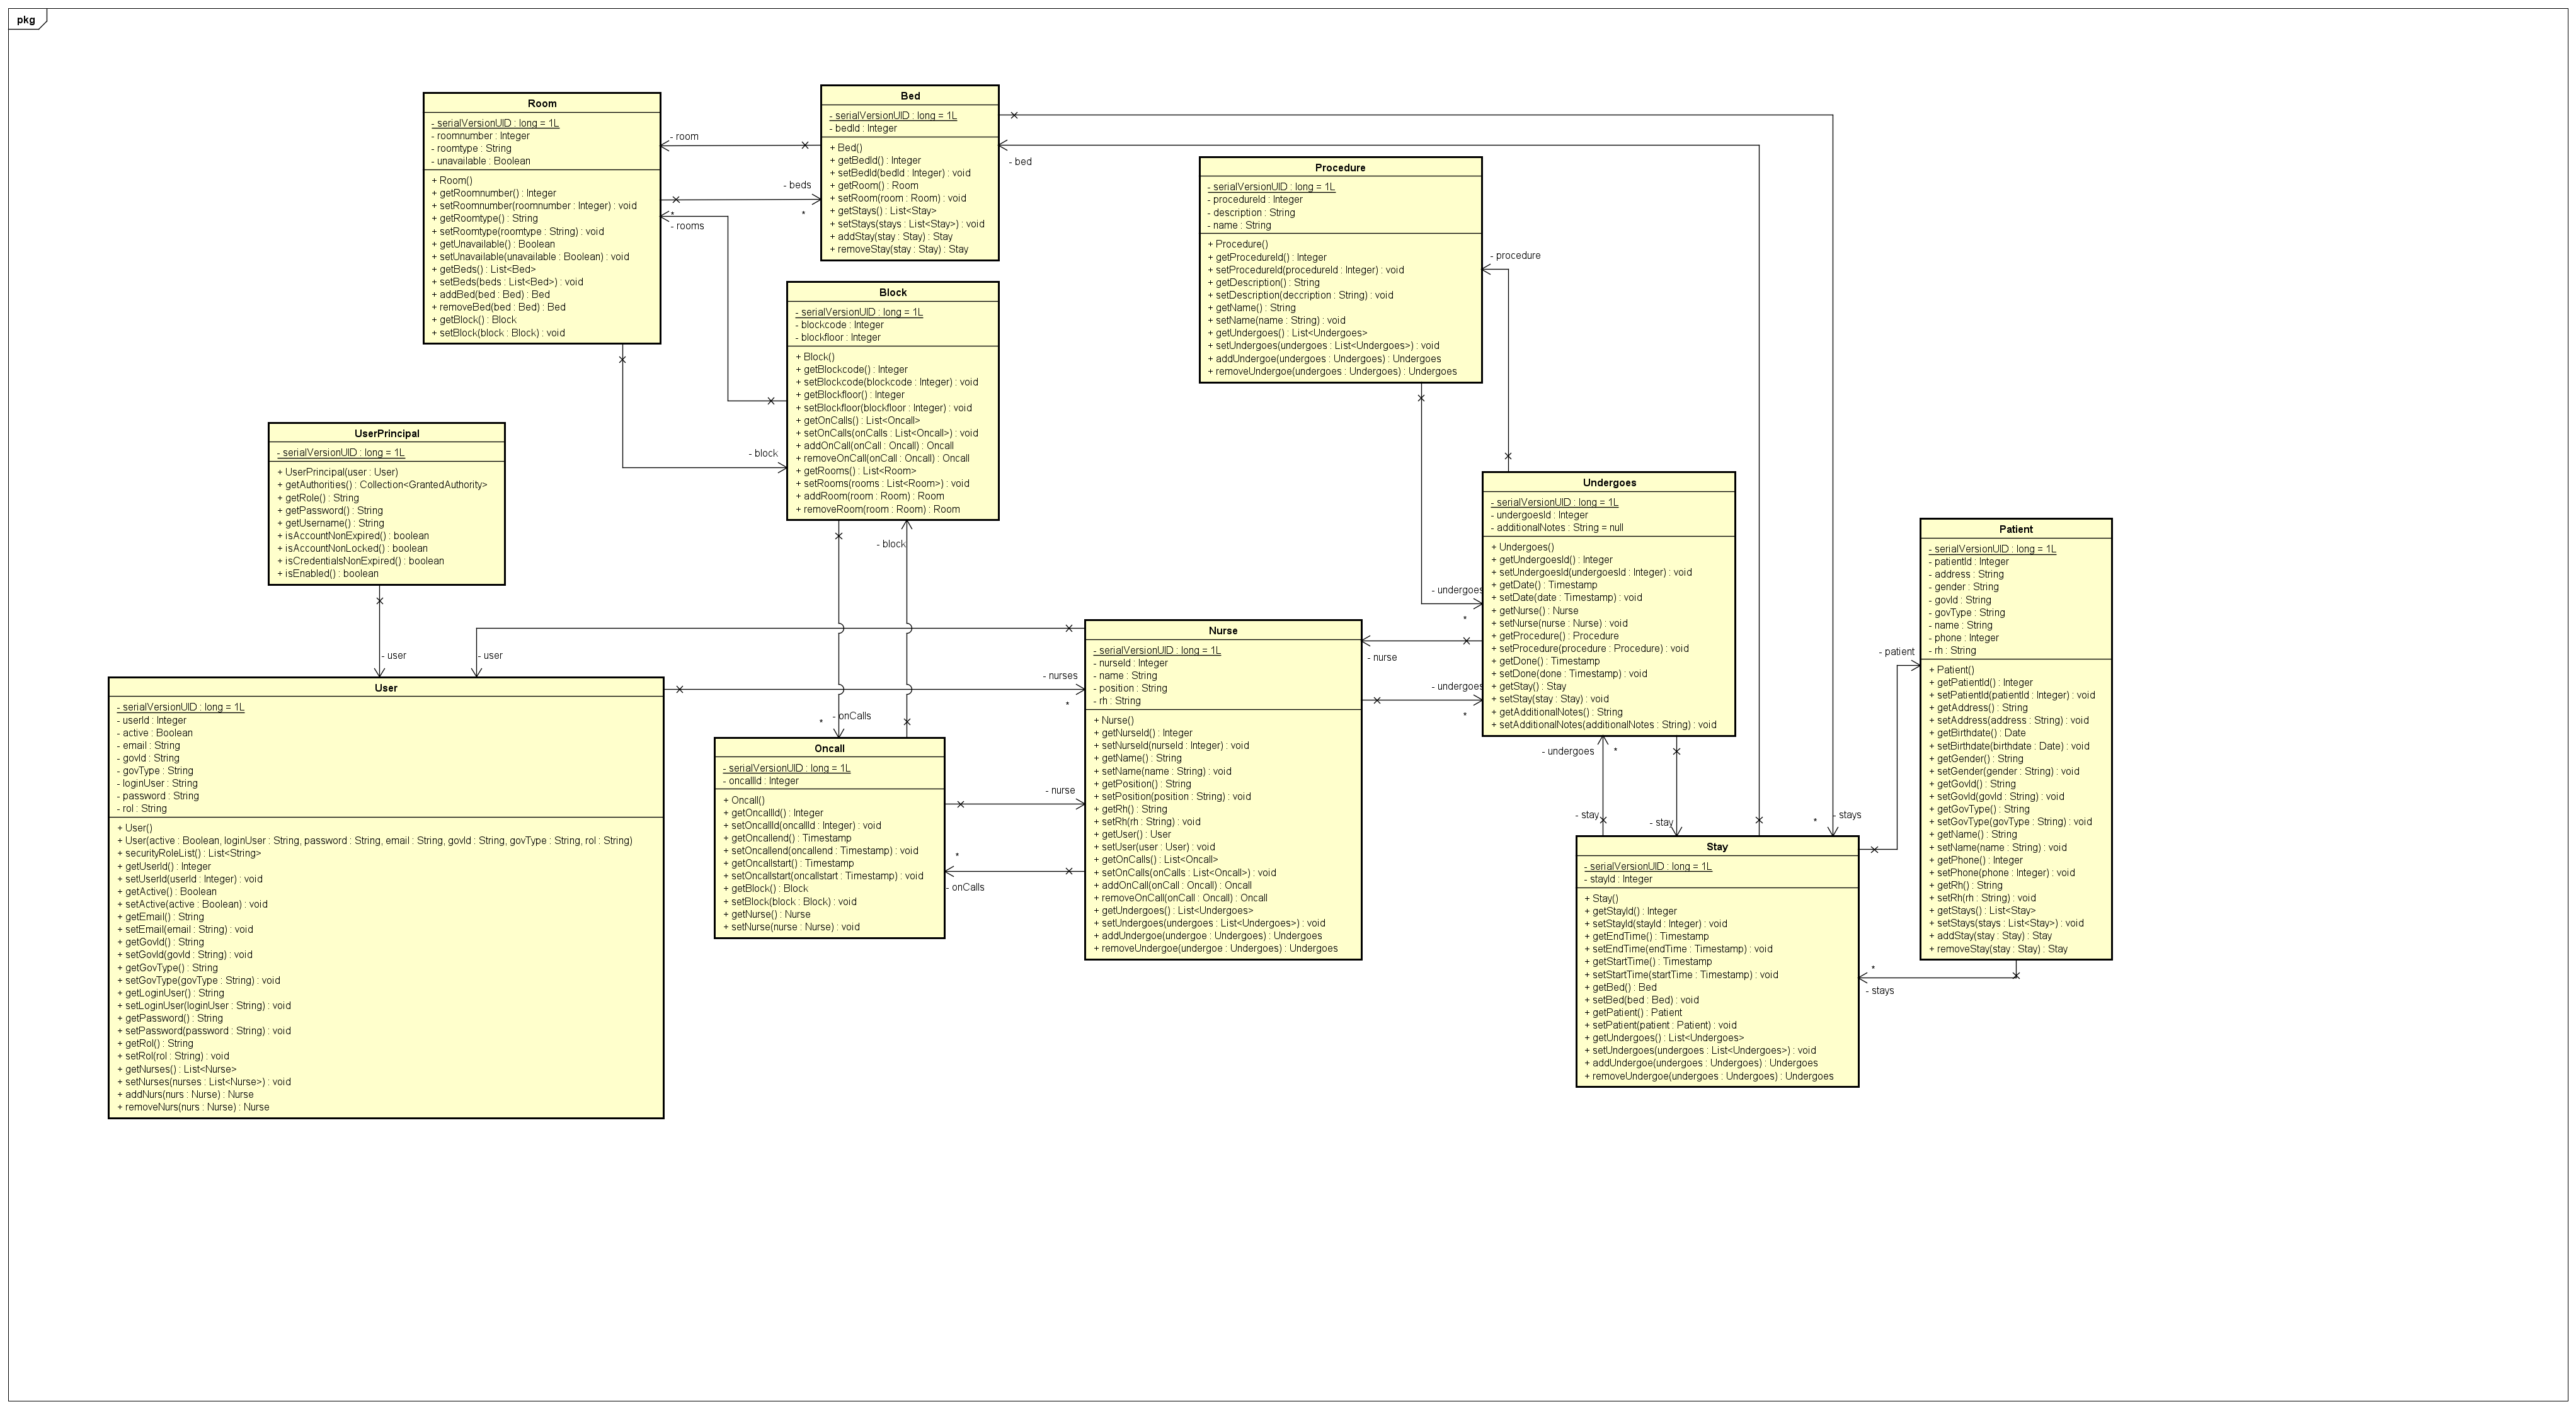 pkg
Room
- serialVersionUID : long = 1L
- roomnumber : Integer
- roomtype : String
- unavailable : Boolean
+ Room()
+ getRoomnumber() : Integer
+ setRoomnumber(roomnumber : Integer) : void
+ getRoomtype() : String
+ setRoomtype(roomtype : String) : void
+ getUnavailable() : Boolean
+ setUnavailable(unavailable : Boolean) : void
+ getBeds() : List<Bed>
+ setBeds(beds : List<Bed>) : void
+ addBed(bed : Bed) : Bed
+ removeBed(bed : Bed) : Bed
+ getBlock() : Block
+ setBlock(block : Block) : void
- room
- beds
*
*
- rooms
Bed
- serialVersionUID : long = 1L
- bedId : Integer
+ Bed()
+ getBedId() : Integer
+ setBedId(bedId : Integer) : void
+ getRoom() : Room
+ setRoom(room : Room) : void
+ getStays() : List<Stay>
+ setStays(stays : List<Stay>) : void
+ addStay(stay : Stay) : Stay
+ removeStay(stay : Stay) : Stay
- bed
Procedure
- serialVersionUID : long = 1L
- procedureId : Integer
- description : String
- name : String
+ Procedure()
+ getProcedureId() : Integer
+ setProcedureId(procedureId : Integer) : void
+ getDescription() : String
+ setDescription(deccription : String) : void
+ getName() : String
+ setName(name : String) : void
+ getUndergoes() : List<Undergoes>
+ setUndergoes(undergoes : List<Undergoes>) : void
+ addUndergoe(undergoes : Undergoes) : Undergoes
+ removeUndergoe(undergoes : Undergoes) : Undergoes
- procedure
Block
- serialVersionUID : long = 1L
- blockcode : Integer
- blockfloor : Integer
+ Block()
+ getBlockcode() : Integer
+ setBlockcode(blockcode : Integer) : void
+ getBlockfloor() : Integer
+ setBlockfloor(blockfloor : Integer) : void
+ getOnCalls() : List<Oncall>
+ setOnCalls(onCalls : List<Oncall>) : void
+ addOnCall(onCall : Oncall) : Oncall
+ removeOnCall(onCall : Oncall) : Oncall
+ getRooms() : List<Room>
+ setRooms(rooms : List<Room>) : void
+ addRoom(room : Room) : Room
+ removeRoom(room : Room) : Room
- block
- block
UserPrincipal
- serialVersionUID : long = 1L
+ UserPrincipal(user : User)
+ getAuthorities() : Collection<GrantedAuthority>
+ getRole() : String
+ getPassword() : String
+ getUsername() : String
+ isAccountNonExpired() : boolean
+ isAccountNonLocked() : boolean
+ isCredentialsNonExpired() : boolean
+ isEnabled() : boolean
- user
- user
Undergoes
- serialVersionUID : long = 1L
- undergoesId : Integer
- additionalNotes : String = null
+ Undergoes()
+ getUndergoesId() : Integer
+ setUndergoesId(undergoesId : Integer) : void
+ getDate() : Timestamp
+ setDate(date : Timestamp) : void
+ getNurse() : Nurse
+ setNurse(nurse : Nurse) : void
+ getProcedure() : Procedure
+ setProcedure(procedure : Procedure) : void
+ getDone() : Timestamp
+ setDone(done : Timestamp) : void
+ getStay() : Stay
+ setStay(stay : Stay) : void
+ getAdditionalNotes() : String
+ setAdditionalNotes(additionalNotes : String) : void
- undergoes
*
- nurse
- undergoes
*
- undergoes
*
- stay
- stay
- stays
*
Patient
- serialVersionUID : long = 1L
- patientId : Integer
- address : String
- gender : String
- govId : String
- govType : String
- name : String
- phone : Integer
- rh : String
+ Patient()
+ getPatientId() : Integer
+ setPatientId(patientId : Integer) : void
+ getAddress() : String
+ setAddress(address : String) : void
+ getBirthdate() : Date
+ setBirthdate(birthdate : Date) : void
+ getGender() : String
+ setGender(gender : String) : void
+ getGovId() : String
+ setGovId(govId : String) : void
+ getGovType() : String
+ setGovType(govType : String) : void
+ getName() : String
+ setName(name : String) : void
+ getPhone() : Integer
+ setPhone(phone : Integer) : void
+ getRh() : String
+ setRh(rh : String) : void
+ getStays() : List<Stay>
+ setStays(stays : List<Stay>) : void
+ addStay(stay : Stay) : Stay
+ removeStay(stay : Stay) : Stay
- patient
*
- stays
User
- serialVersionUID : long = 1L
- userId : Integer
- active : Boolean
- email : String
- govId : String
- govType : String
- loginUser : String
- password : String
- rol : String
+ User()
+ User(active : Boolean, loginUser : String, password : String, email : String, govId : String, govType : String, rol : String)
+ securityRoleList() : List<String>
+ getUserId() : Integer
+ setUserId(userId : Integer) : void
+ getActive() : Boolean
+ setActive(active : Boolean) : void
+ getEmail() : String
+ setEmail(email : String) : void
+ getGovId() : String
+ setGovId(govId : String) : void
+ getGovType() : String
+ setGovType(govType : String) : void
+ getLoginUser() : String
+ setLoginUser(loginUser : String) : void
+ getPassword() : String
+ setPassword(password : String) : void
+ getRol() : String
+ setRol(rol : String) : void
+ getNurses() : List<Nurse>
+ setNurses(nurses : List<Nurse>) : void
+ addNurs(nurs : Nurse) : Nurse
+ removeNurs(nurs : Nurse) : Nurse
- nurses
*
- onCalls
*
Oncall
- serialVersionUID : long = 1L
- oncallId : Integer
+ Oncall()
+ getOncallId() : Integer
+ setOncallId(oncallId : Integer) : void
+ getOncallend() : Timestamp
+ setOncallend(oncallend : Timestamp) : void
+ getOncallstart() : Timestamp
+ setOncallstart(oncallstart : Timestamp) : void
+ getBlock() : Block
+ setBlock(block : Block) : void
+ getNurse() : Nurse
+ setNurse(nurse : Nurse) : void
- nurse
*
- onCalls
Nurse
- serialVersionUID : long = 1L
- nurseId : Integer
- name : String
- position : String
- rh : String
+ Nurse()
+ getNurseId() : Integer
+ setNurseId(nurseId : Integer) : void
+ getName() : String
+ setName(name : String) : void
+ getPosition() : String
+ setPosition(position : String) : void
+ getRh() : String
+ setRh(rh : String) : void
+ getUser() : User
+ setUser(user : User) : void
+ getOnCalls() : List<Oncall>
+ setOnCalls(onCalls : List<Oncall>) : void
+ addOnCall(onCall : Oncall) : Oncall
+ removeOnCall(onCall : Oncall) : Oncall
+ getUndergoes() : List<Undergoes>
+ setUndergoes(undergoes : List<Undergoes>) : void
+ addUndergoe(undergoe : Undergoes) : Undergoes
+ removeUndergoe(undergoe : Undergoes) : Undergoes
Stay
- serialVersionUID : long = 1L
- stayId : Integer
+ Stay()
+ getStayId() : Integer
+ setStayId(stayId : Integer) : void
+ getEndTime() : Timestamp
+ setEndTime(endTime : Timestamp) : void
+ getStartTime() : Timestamp
+ setStartTime(startTime : Timestamp) : void
+ getBed() : Bed
+ setBed(bed : Bed) : void
+ getPatient() : Patient
+ setPatient(patient : Patient) : void
+ getUndergoes() : List<Undergoes>
+ setUndergoes(undergoes : List<Undergoes>) : void
+ addUndergoe(undergoes : Undergoes) : Undergoes
+ removeUndergoe(undergoes : Undergoes) : Undergoes